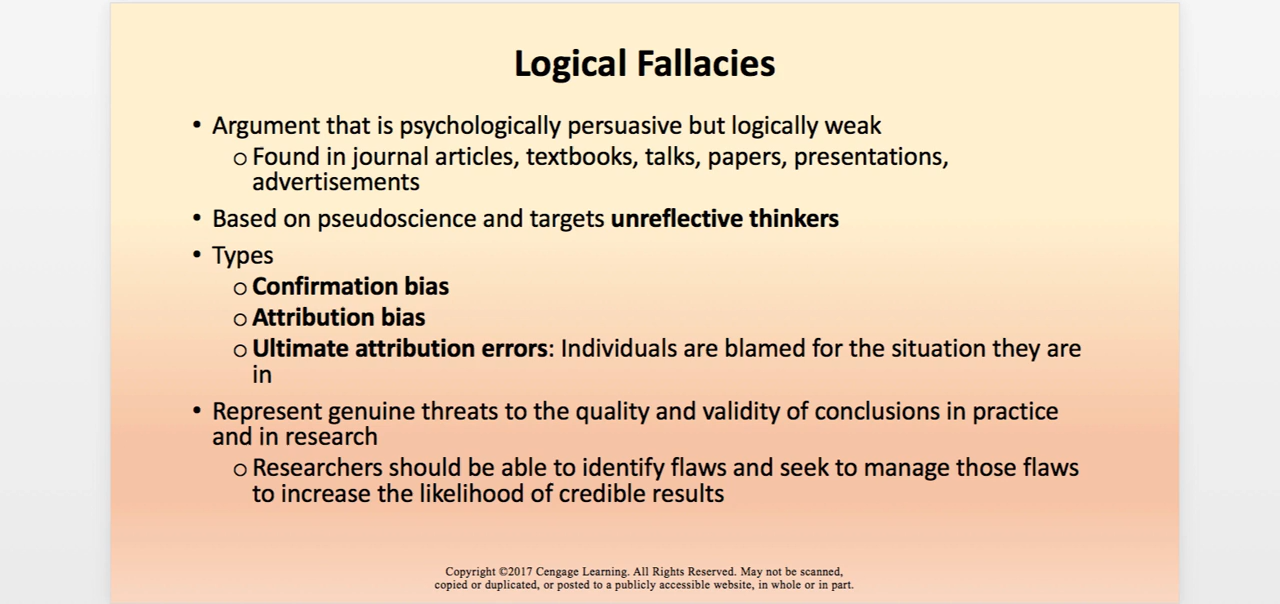 Logical Fallacies
• Argument that is psychologically persuasive but logically weak
o Found in journal articles, textbooks, talks, papers, presentations,
advertisements
• Based on pseudoscience and targets unreflective thinkers
• Types
o Confirmation bias
o Attribution bias
o Ultimate attribution errors: Individuals are blamed for the situation they are
in
• Represent genuine threats to the quality and validity of conclusions in practice
and in research
o Researchers should be able to identify flaws and seek to manage those flaws
to increase the likelihood of credible results
Copyright ©2017 Cengage Learning. All Rights Reserved. May not be scanned,
copied or duplicated, or posted to a publicly accessible website, in whole or in part.